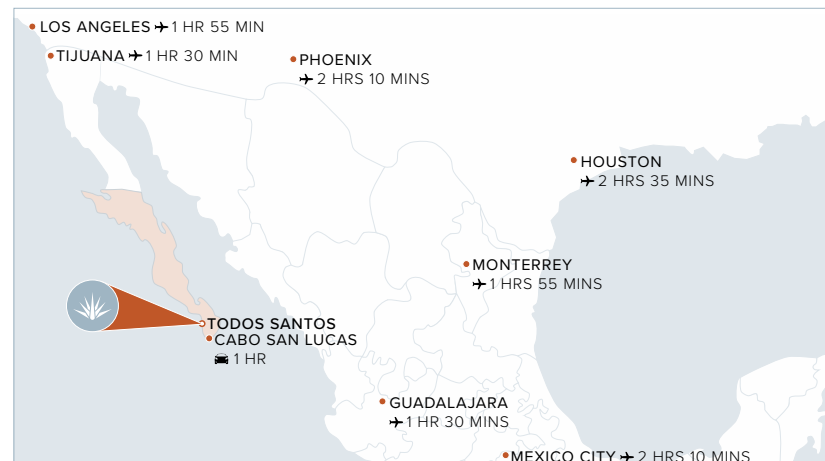 LOS ANGELES 1 HR 55 MIN
TIJUANA 1 HR 30 MIN
PHOENIX
2 HRS 10 MINS
HOUSTON
2 HRS 35 MINS
MONTERREY
1 HRS 55 MINS
TODOS SANTOS
CABO SAN LUCAS
1 HR
GUADALAJARA
1 HR 30 MINS
MEXICO CITY 2 HRS 10 MINS